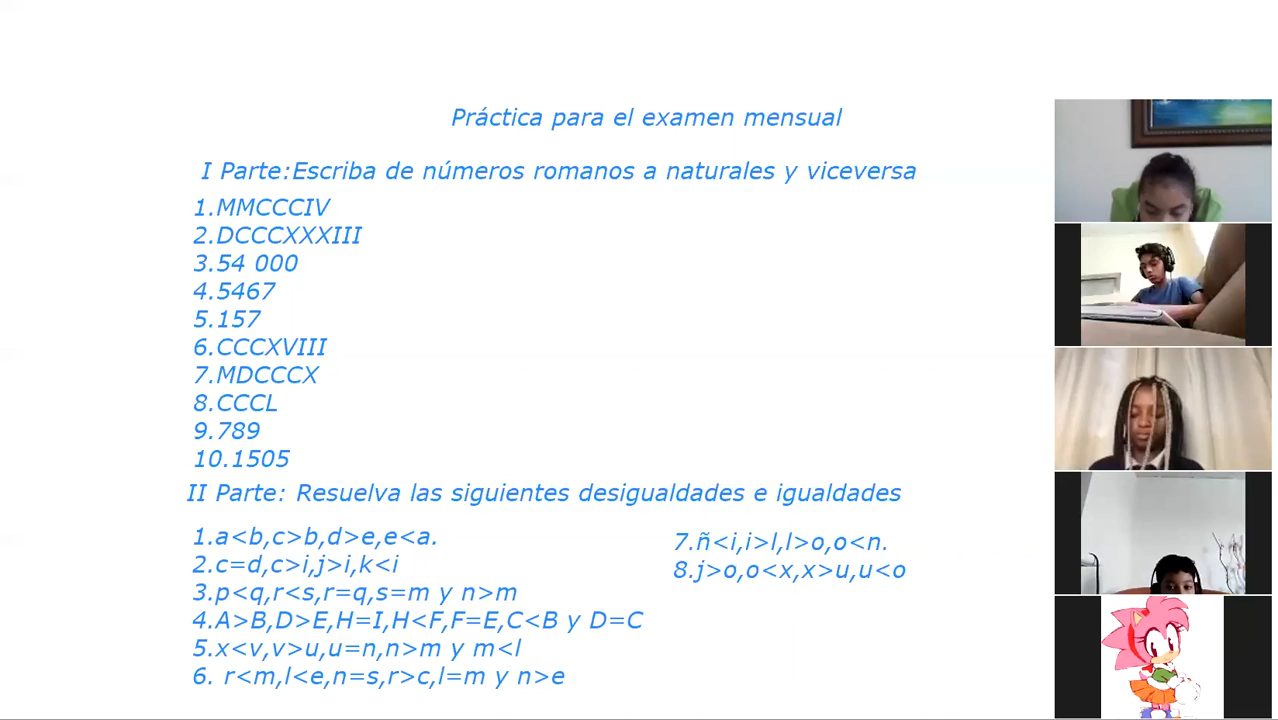 Práctica para el examen mensual
I Parte:Escriba de números romanos a naturales y viceversa
1.MMCCCIV
2.DCCCXXXIII
3.54 000
4.5467
5.157
6.CCCXVIII
7.MDCCCX
8.CCCL
9.789
10.1505
II Parte: Resuelva las siguientes desigualdades e igualdades
1.a<b,c>b,d>e,e<a.
2.c=d,c>i,j>i,k<i
3.p<q,r<s,r=q,s=m y n>m
4.A>B,D>E,H=I,H<F,F=E,C<B y D=C
5.x<v,v>u,u=n,n>m y m<l
6. r<m,l<e,n=s,r>c,l=m y n>e
7.ñ<i,i>l,l>o,o<n.
8.j>o,o<x,x>u,u<o